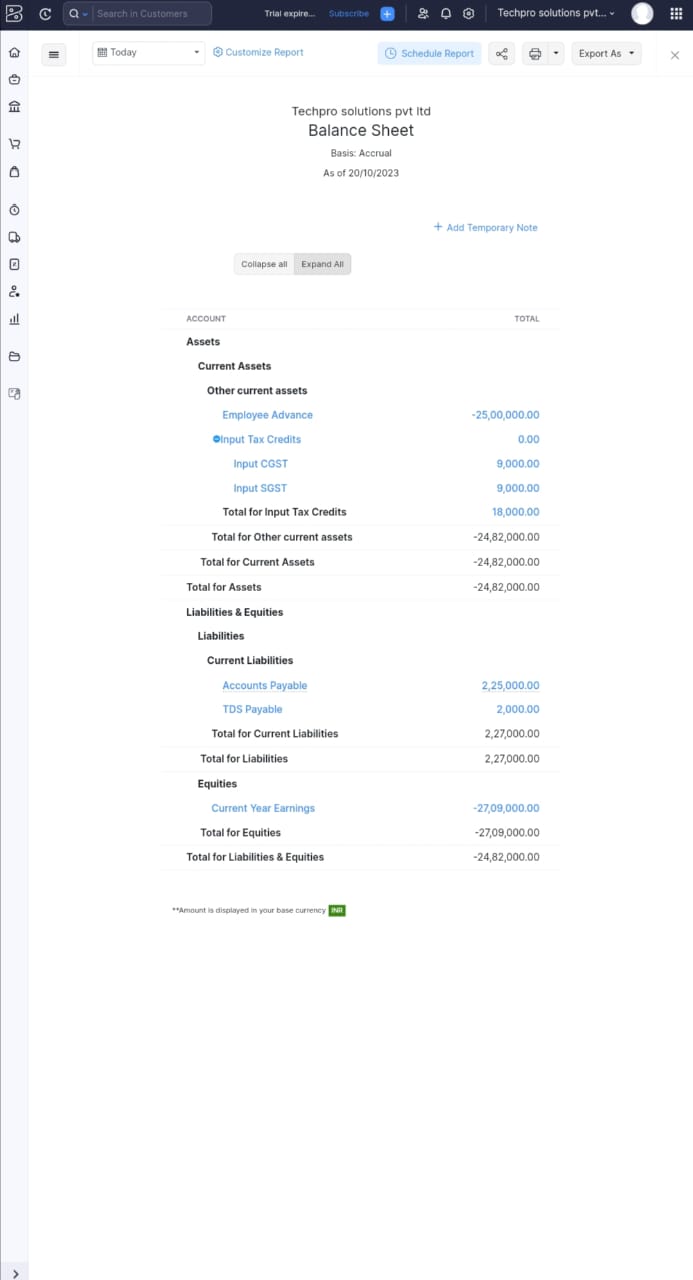 Search in Customers
Trial expire... Subscribe
Techpro solutions pvt...
Today
Customize Report
Schedule Report
Export As
Techpro solutions pvt ltd
Balance Sheet
Basis: Accrual
As of 20/10/2023
+ Add Temporary Note
Collapse all Expand All
ACCOUNT TOTAL
Assets
Current Assets
Other current assets
Employee Advance -25,00,000.00
Input Tax Credits 0.00
Input CGST 9,000.00
Input SGST 9,000.00
Total for Input Tax Credits 18,000.00
Total for Other current assets -24,82,000.00
Total for Current Assets -24,82,000.00
Total for Assets -24,82,000.00
Liabilities & Equities
Liabilities
Current Liabilities
Accounts Payable 2,25,000.00
TDS Payable 2,000.00
Total for Current Liabilities 2,27,000.00
Total for Liabilities 2,27,000.00
Equities
Current Year Earnings -27,09,000.00
Total for Equities -27,09,000.00
Total for Liabilities & Equities -24,82,000.00
**Amount is displayed in your base currency INR